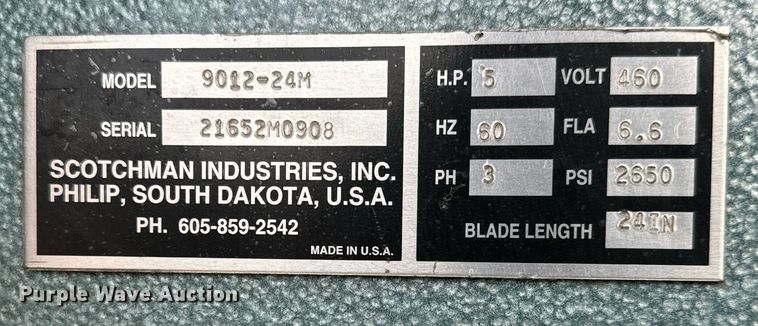 MODEL 9012-24M
SERIAL 21652M0908
SCOTCHMAN INDUSTRIES, INC.
PHILIP, SOUTH DAKOTA, U.S.A.
PH. 605-859-2542
MADE IN U.S.A.
H.P. 5 VOLT 460
HZ 60 FLA 6.6
PH 3 PSI 2650
BLADE LENGTH 24IN
Purple Wave Auction